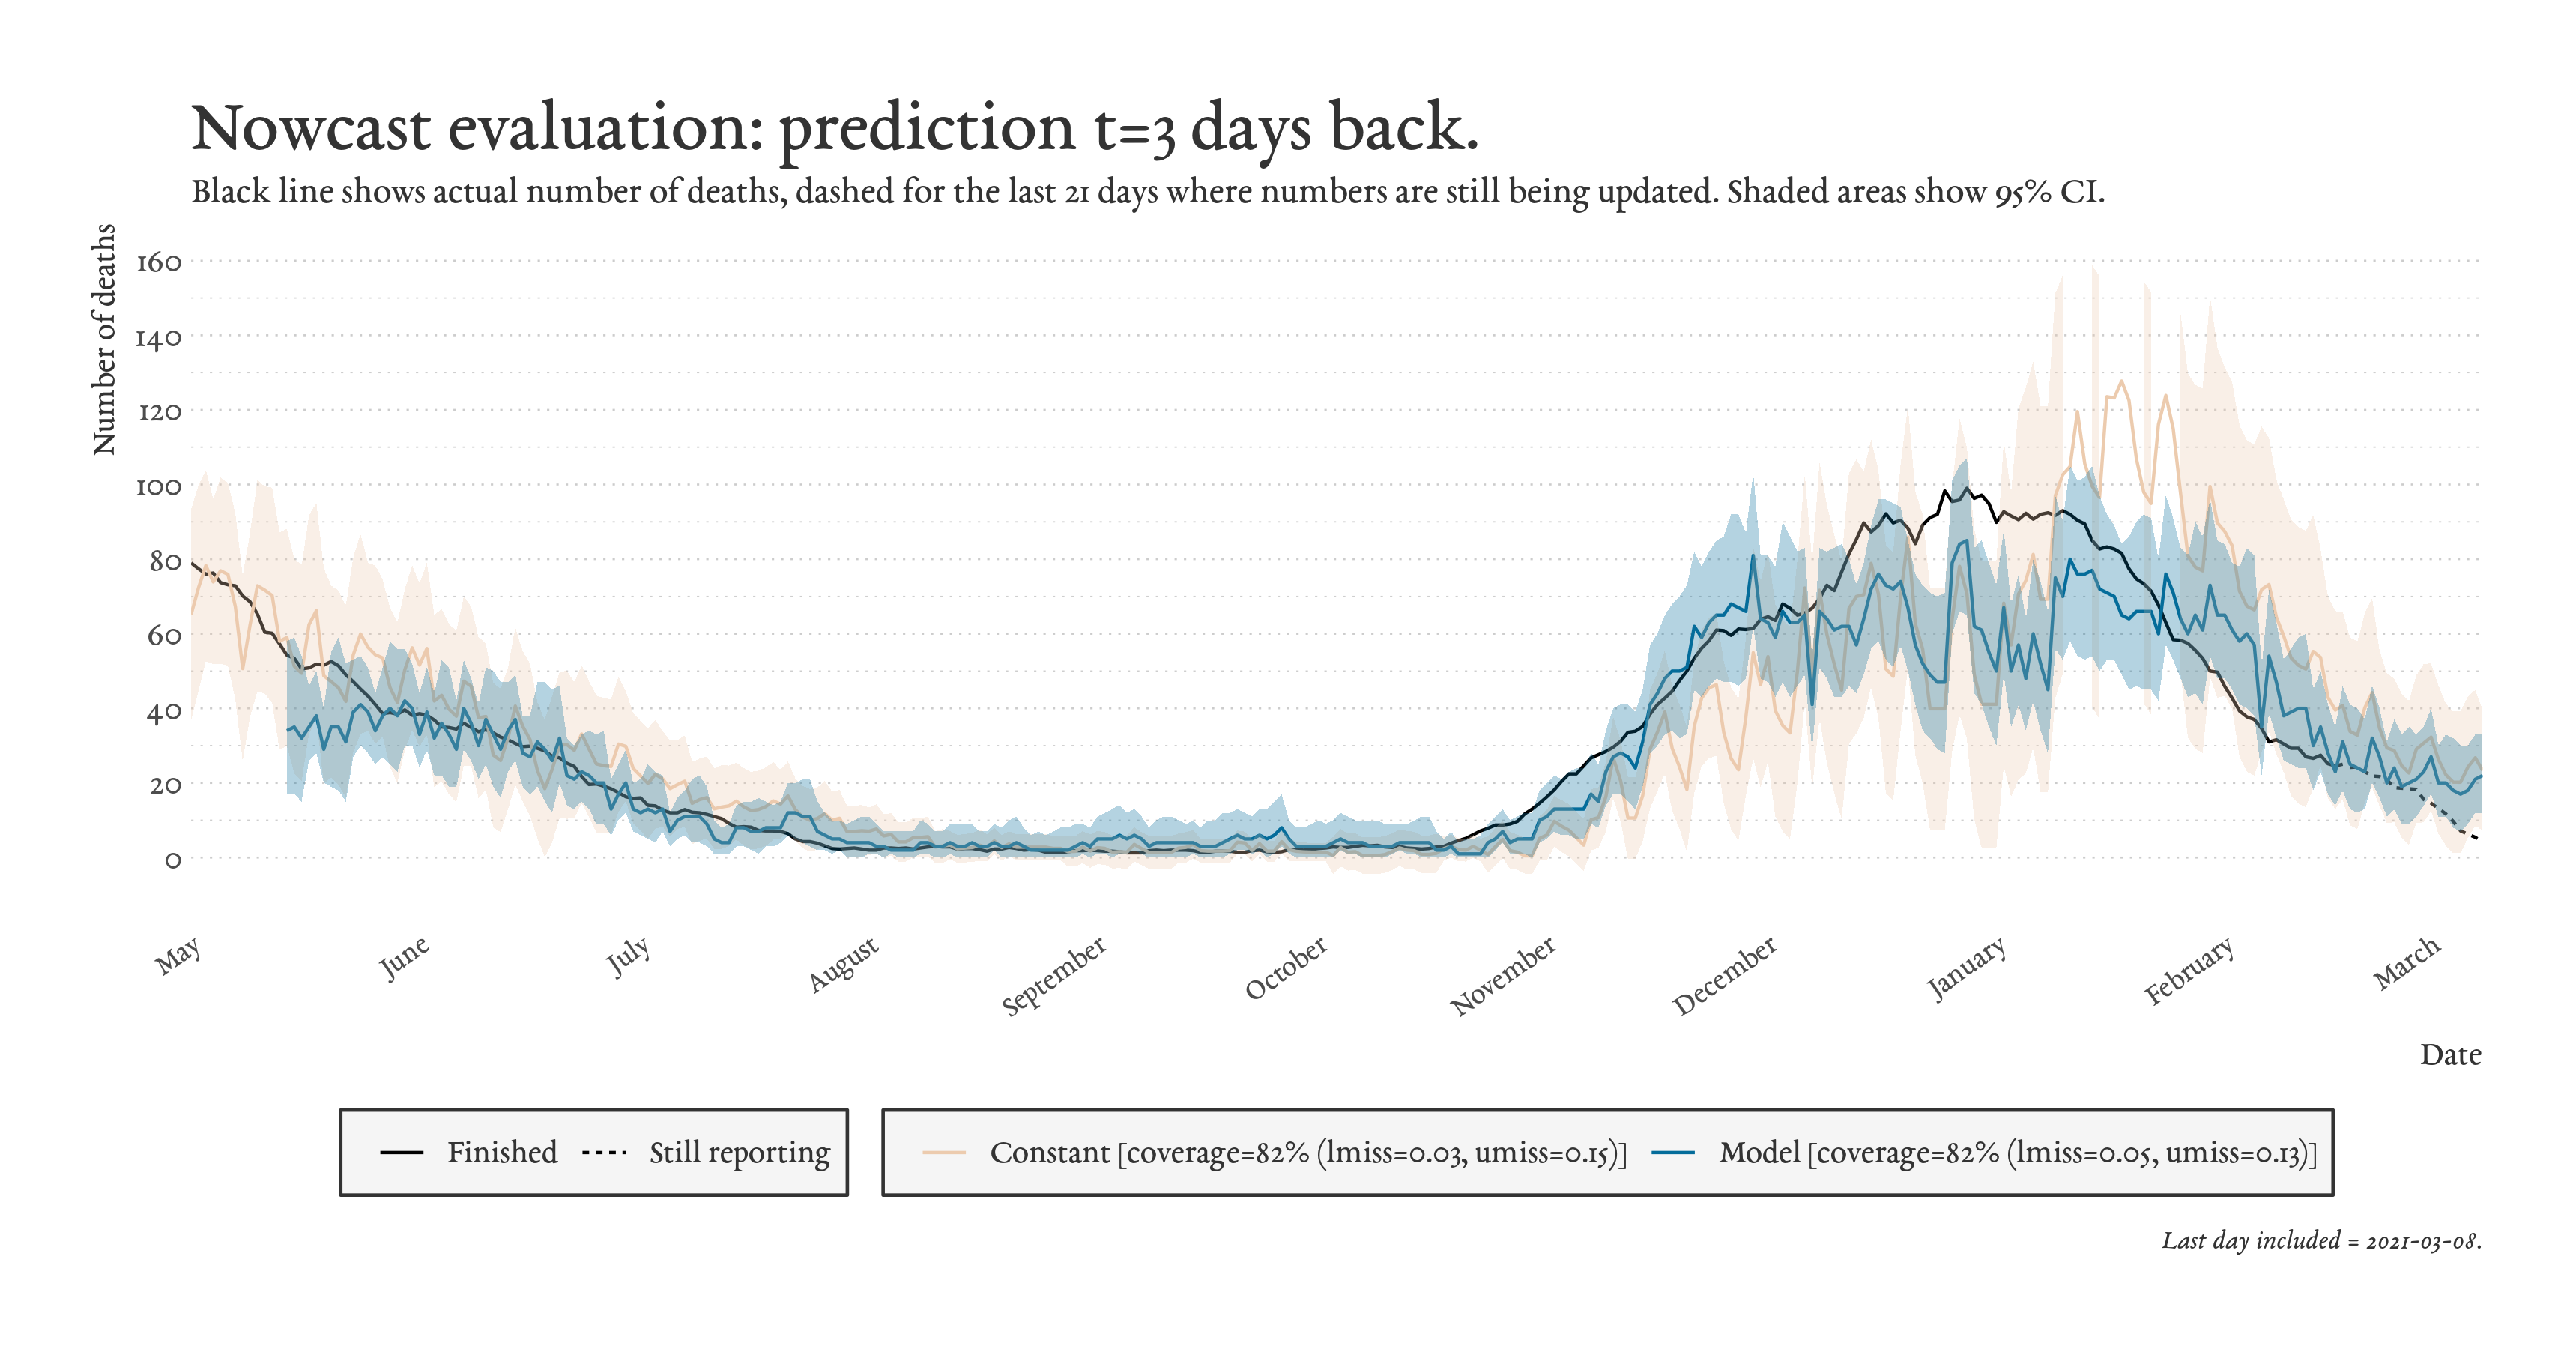 Nowcast evaluation: prediction t=3 days back.
Black line shows actual number of deaths, dashed for the last 21 days where numbers are still being updated. Shaded areas show 95% CI.
Number of deaths
160
140
120
100
80
60
40
20
0
May
June
July
August
September
October
November
December
January
February
March
Date
Finished
Still reporting
Constant [coverage=82% (lmiss=0.03, umiss=0.15)]
Model [coverage=82% (lmiss=0.05, umiss=0.13)]
Last day included = 2021-03-08.